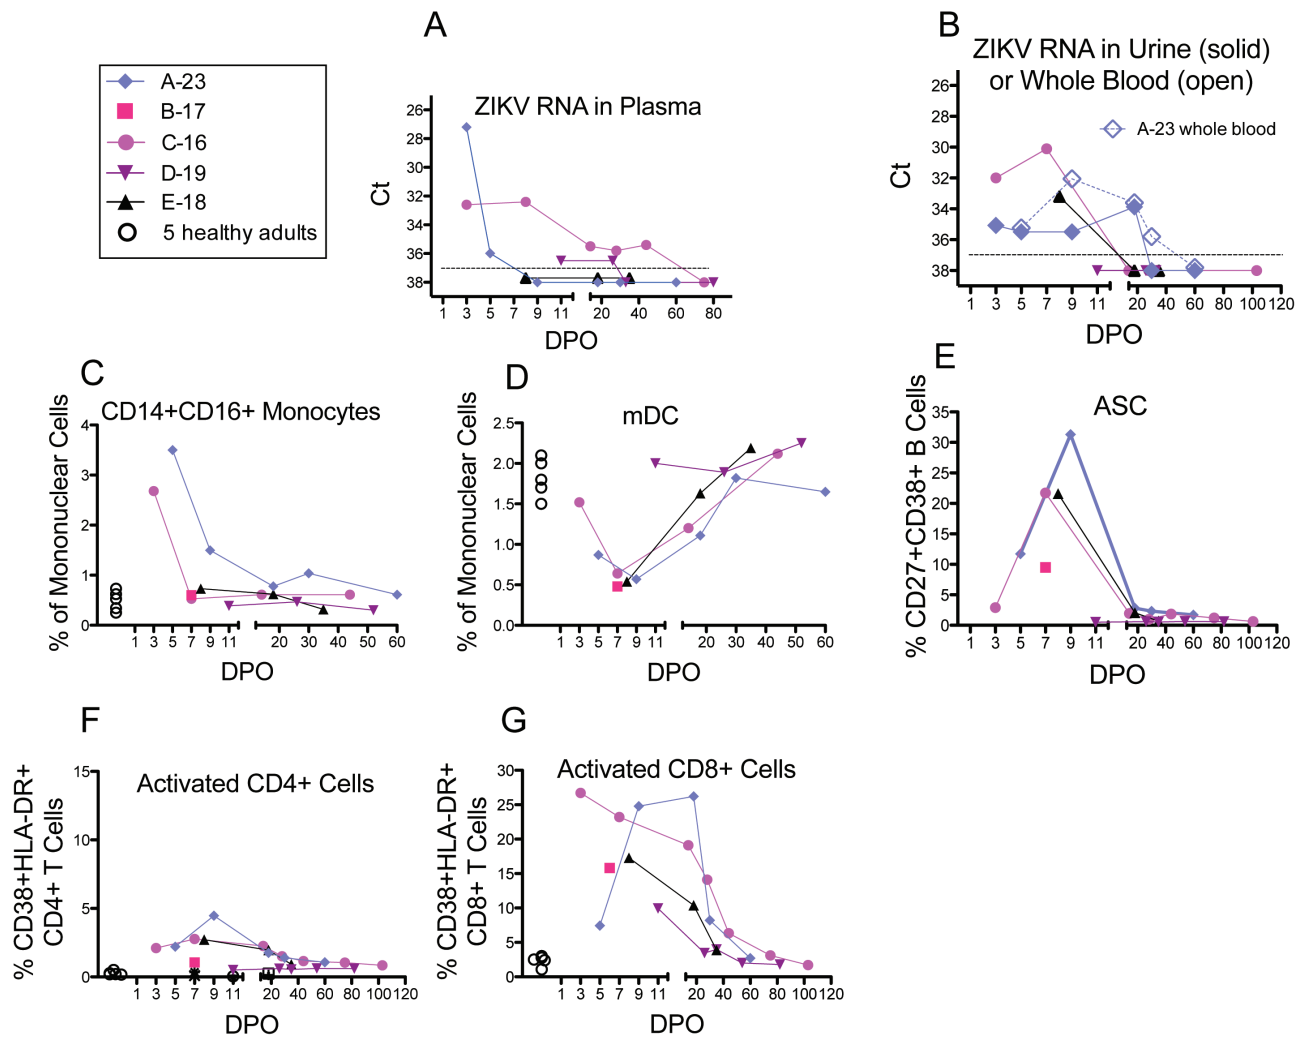 A-23
B-17
C-16
D-19
E-18
5 healthy adults
A
ZIKV RNA in Plasma
Ct
26
28
30
32
34
36
38
1 3 5 7 9 11 20 40 60 80
DPO
B
ZIKV RNA in Urine (solid)
or Whole Blood (open)
A-23 whole blood
Ct
26
28
30
32
34
36
38
1 3 5 7 9 11 20 40 60 80 100 120
DPO
C
CD14+CD16+ Monocytes
% of Mononuclear Cells
4
3
2
1
0
1 3 5 7 9 11 20 30 40 50 60
DPO
D
mDC
% of Mononuclear Cells
2.5
2.0
1.5
1.0
0.5
0.0
1 3 5 7 9 11 20 30 40 50 60
DPO
E
ASC
% CD27+CD38+ B Cells
35
30
25
20
15
10
5
0
1 3 5 7 9 11 20 40 60 80 100 120
DPO
F
Activated CD4+ Cells
% CD38+HLA-DR+
CD4+ T Cells
15
10
5
0
1 3 5 7 9 11 20 40 60 80 100 120
DPO
G
Activated CD8+ Cells
% CD38+HLA-DR+
CD8+ T Cells
30
25
20
15
10
5
0
1 3 5 7 9 11 20 40 60 80 100 120
DPO